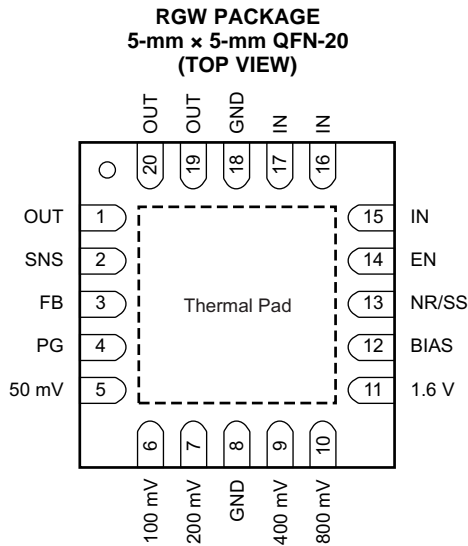 RGW PACKAGE
5-mm × 5-mm QFN-20
(TOP VIEW)
OUT
OUT
GND
IN
IN
20
19
18
17
16
OUT
1
15
IN
SNS
2
14
EN
FB
3
Thermal Pad
13
NR/SS
PG
4
12
BIAS
50 mV
5
11
1.6 V
6
7
8
9
10
100 mV
200 mV
GND
400 mV
800 mV